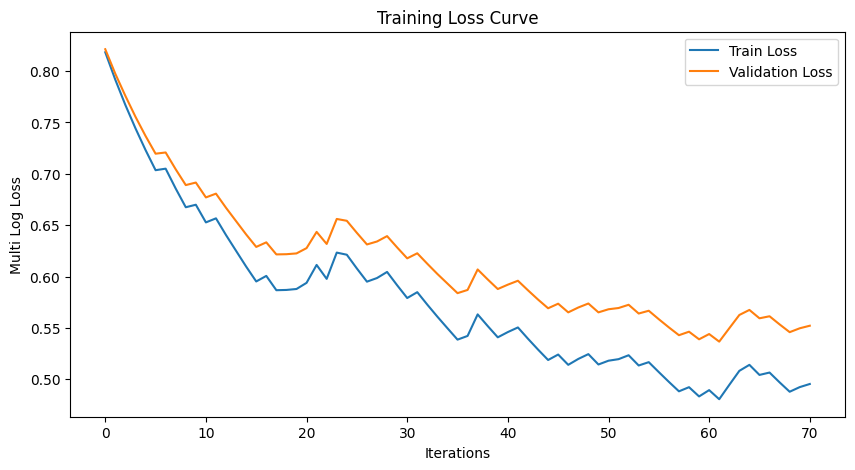 Training Loss Curve
Train Loss
Validation Loss
Multi Log Loss
0.80
0.75
0.70
0.65
0.60
0.55
0.50
0 10 20 30 40 50 60 70
Iterations